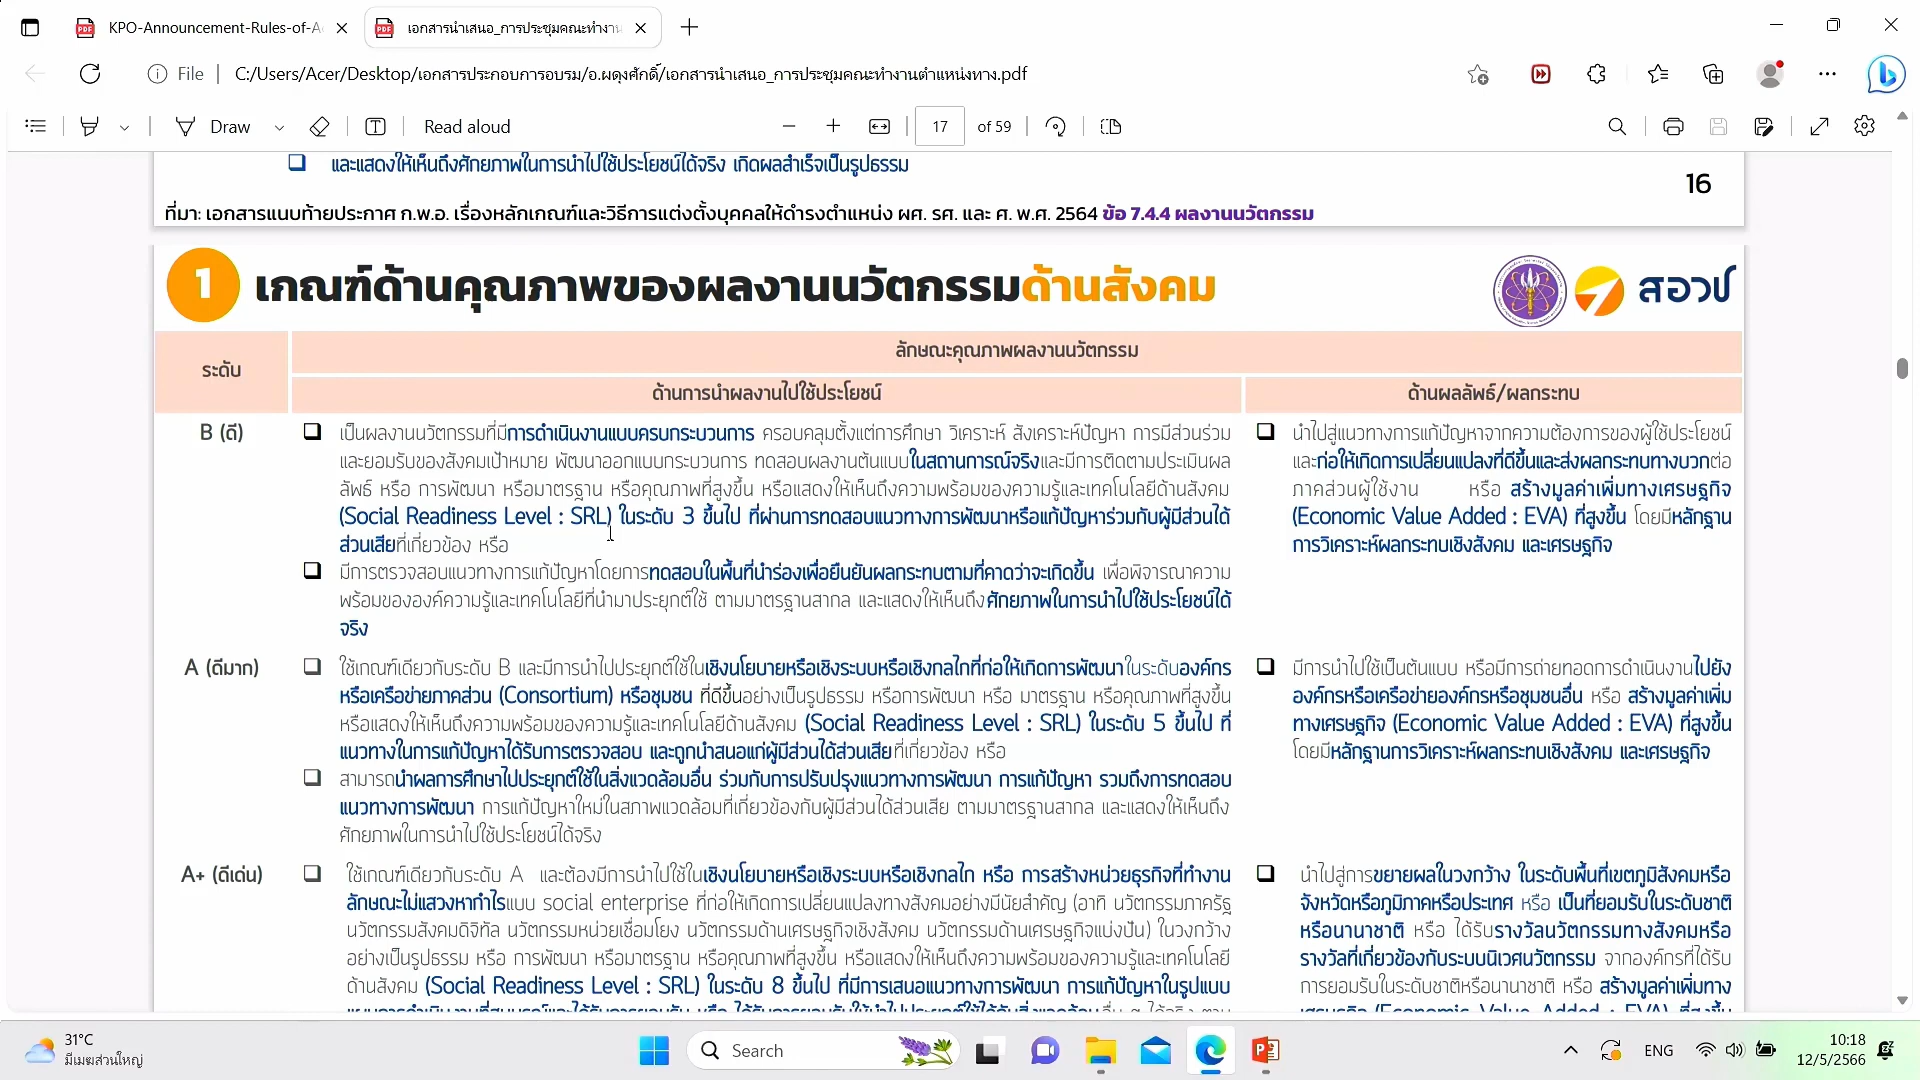 KPO-Announcement-Rules-of-Ac
เอกสารนำเสนอ_การประชุมคณะทำงาน
File
C:/Users/Acer/Desktop/เอกสารประกอบการอบรม/อ.ผดุงศักดิ์/เอกสารนำเสนอ_การประชุมคณะทำงานตำแหน่งทาง.pdf
Draw
Read aloud
17
of 59
และแสดงให้เห็นถึงศักยภาพในการนำไปใช้ประโยชน์ได้จริง เกิดผลสำเร็จเป็นรูปธรรม
16
ที่มา: เอกสารแนบท้ายประกาศ ก.พ.อ. เรื่องหลักเกณฑ์และวิธีการแต่งตั้งบุคคลให้ดำรงตำแหน่ง ผศ. รศ. และ ศ. พ.ศ. 2564 ข้อ 7.4.4 ผลงานนวัตกรรม
1 เกณฑ์ด้านคุณภาพของผลงานนวัตกรรมด้านสังคม
สอวช
ระดับ
ลักษณะคุณภาพผลงานนวัตกรรม
ด้านการนำผลงานไปใช้ประโยชน์
ด้านผลลัพธ์/ผลกระทบ
B (ดี)
เป็นผลงานนวัตกรรมที่มีการดำเนินงานแบบครบกระบวนการ ครอบคลุมตั้งแต่การศึกษา วิเคราะห์ สังเคราะห์ปัญหา การมีส่วนร่วม
และยอมรับของสังคมเป้าหมาย พัฒนาออกแบบกระบวนการ ทดสอบผลงานต้นแบบในสถานการณ์จริงและมีการติดตามประเมินผล
ลัพธ์ หรือ การพัฒนา หรือมาตรฐาน หรือคุณภาพที่สูงขึ้น หรือแสดงให้เห็นถึงความพร้อมของความรู้และเทคโนโลยีด้านสังคม
(Social Readiness Level : SRL) ในระดับ 3 ขึ้นไป ที่ผ่านการทดสอบแนวทางการพัฒนาหรือแก้ปัญหาร่วมกับผู้มีส่วนได้
ส่วนเสียที่เกี่ยวข้อง หรือ
มีการตรวจสอบแนวทางการแก้ปัญหาโดยการทดสอบในพื้นที่นำร่องเพื่อยืนยันผลกระทบตามที่คาดว่าจะเกิดขึ้น เพื่อพิจารณาความ
พร้อมขององค์ความรู้และเทคโนโลยีที่นำมาประยุกต์ใช้ ตามมาตรฐานสากล และแสดงให้เห็นถึงศักยภาพในการนำไปใช้ประโยชน์ได้
จริง
นำไปสู่แนวทางการแก้ปัญหาจากความต้องการของผู้ใช้ประโยชน์
และก่อให้เกิดการเปลี่ยนแปลงที่ดีขึ้นและส่งผลกระทบทางบวกต่อ
ภาคส่วนผู้ใช้งาน หรือ สร้างมูลค่าเพิ่มทางเศรษฐกิจ
(Economic Value Added : EVA) ที่สูงขึ้น โดยมีหลักฐาน
การวิเคราะห์ผลกระทบเชิงสังคม และเศรษฐกิจ
A (ดีมาก)
ใช้เกณฑ์เดียวกับระดับ B และมีการนำไปประยุกต์ใช้ในเชิงนโยบายหรือเชิงระบบหรือเชิงกลไกที่ก่อให้เกิดการพัฒนาในระดับองค์กร
หรือเครือข่ายภาคส่วน (Consortium) หรือชุมชน ที่ดีขึ้นอย่างเป็นรูปธรรม หรือการพัฒนา หรือ มาตรฐาน หรือคุณภาพที่สูงขึ้น
หรือแสดงให้เห็นถึงความพร้อมของความรู้และเทคโนโลยีด้านสังคม (Social Readiness Level : SRL) ในระดับ 5 ขึ้นไป ที่
แนวทางในการแก้ปัญหาได้รับการตรวจสอบ และถูกนำเสนอแก่ผู้มีส่วนได้ส่วนเสียที่เกี่ยวข้อง หรือ
สามารถนำผลการศึกษาไปประยุกต์ใช้ในสิ่งแวดล้อมอื่น ร่วมกับการปรับปรุงแนวทางการพัฒนา การแก้ปัญหา รวมถึงการทดสอบ
แนวทางการพัฒนา การแก้ปัญหาใหม่ในสภาพแวดล้อมที่เกี่ยวข้องกับผู้มีส่วนได้ส่วนเสีย ตามมาตรฐานสากล และแสดงให้เห็นถึง
ศักยภาพในการนำไปใช้ประโยชน์ได้จริง
มีการนำไปใช้เป็นต้นแบบ หรือมีการถ่ายทอดการดำเนินงานไปยัง
องค์กรหรือเครือข่ายองค์กรหรือชุมชนอื่น หรือ สร้างมูลค่าเพิ่ม
ทางเศรษฐกิจ (Economic Value Added : EVA) ที่สูงขึ้น
โดยมีหลักฐานการวิเคราะห์ผลกระทบเชิงสังคม และเศรษฐกิจ
A+ (ดีเด่น)
ใช้เกณฑ์เดียวกับระดับ A และต้องมีการนำไปใช้ในเชิงนโยบายหรือเชิงระบบหรือเชิงกลไก หรือ การสร้างหน่วยธุรกิจที่ทำงาน
ลักษณะไม่แสวงหากำไรแบบ social enterprise ที่ก่อให้เกิดการเปลี่ยนแปลงทางสังคมอย่างมีนัยสำคัญ (อาทิ นวัตกรรมภาครัฐ
นวัตกรรมสังคมดิจิทัล นวัตกรรมหน่วยเชื่อมโยง นวัตกรรมด้านเศรษฐกิจเชิงสังคม นวัตกรรมด้านเศรษฐกิจแบ่งปัน) ในวงกว้าง
อย่างเป็นรูปธรรม หรือ การพัฒนา หรือมาตรฐาน หรือคุณภาพที่สูงขึ้น หรือแสดงให้เห็นถึงความพร้อมของความรู้และเทคโนโลยี
ด้านสังคม (Social Readiness Level : SRL) ในระดับ 8 ขึ้นไป ที่มีการเสนอแนวทางการพัฒนา การแก้ปัญหาในรูปแบบ
นำไปสู่การขยายผลในวงกว้าง ในระดับพื้นที่เขตภูมิสังคมหรือ
จังหวัดหรือภูมิภาคหรือประเทศ หรือ เป็นที่ยอมรับในระดับชาติ
หรือนานาชาติ หรือ ได้รับรางวัลนวัตกรรมทางสังคมหรือ
รางวัลที่เกี่ยวข้องกับระบบนิเวศนวัตกรรม จากองค์กรที่ได้รับ
การยอมรับในระดับชาติหรือนานาชาติ หรือ สร้างมูลค่าเพิ่มทาง
เศรษฐกิจ (Economic Value Added : EVA) ที่สูงขึ้น
31°C
มีเมฆส่วนใหญ่
Search
ENG
10:18
12/5/2566